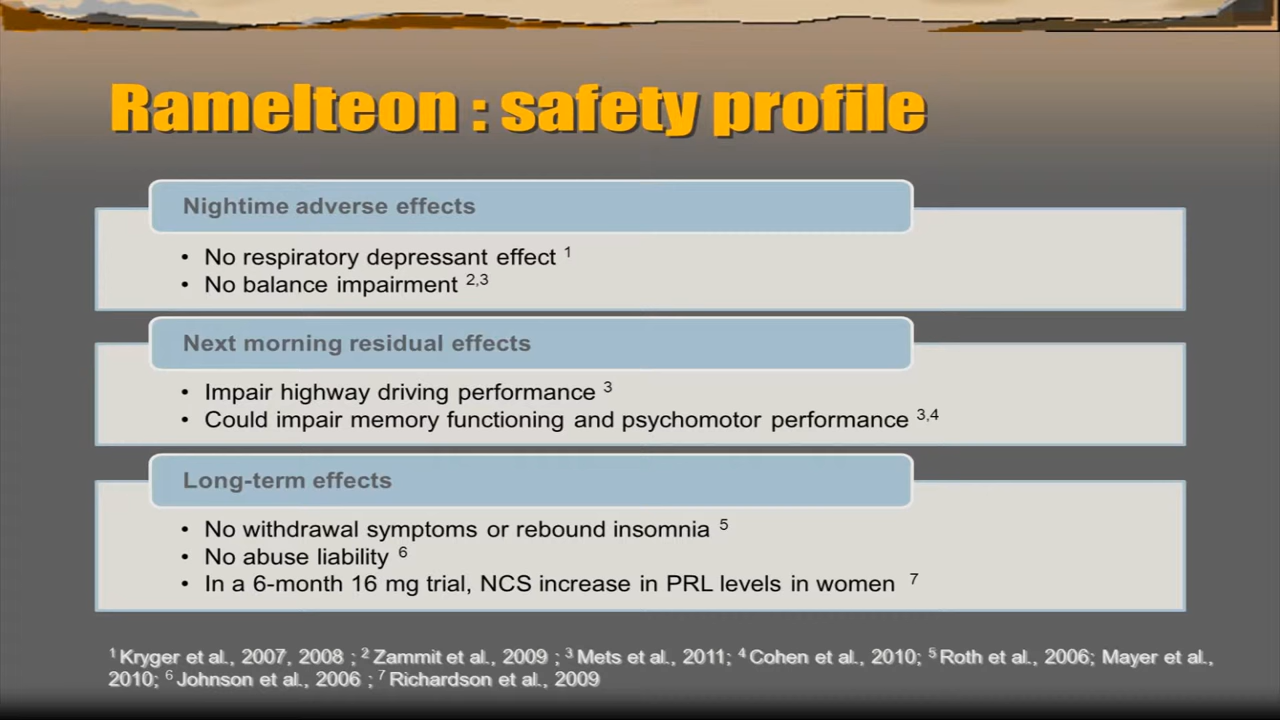 Ramelteon : safety profile
Nightime adverse effects
• No respiratory depressant effect 1
• No balance impairment 2,3
Next morning residual effects
• Impair highway driving performance 3
• Could impair memory functioning and psychomotor performance 3,4
Long-term effects
• No withdrawal symptoms or rebound insomnia 5
• No abuse liability 6
• In a 6-month 16 mg trial, NCS increase in PRL levels in women 7
1 Kryger et al., 2007, 2008 ; 2 Zammit et al., 2009 ; 3 Mets et al., 2011; 4 Cohen et al., 2010; 5 Roth et al., 2006; Mayer et al.,
2010; 6 Johnson et al., 2006 ; 7 Richardson et al., 2009